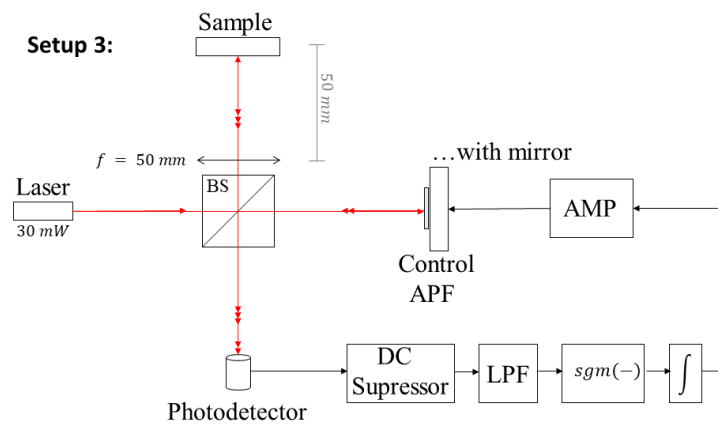 Setup 3:
Sample
50 mm
f = 50 mm
…with mirror
Laser
30 mW
BS
AMP
Control
APF
Photodetector
DC
Supressor
LPF
sgm(−)
∫